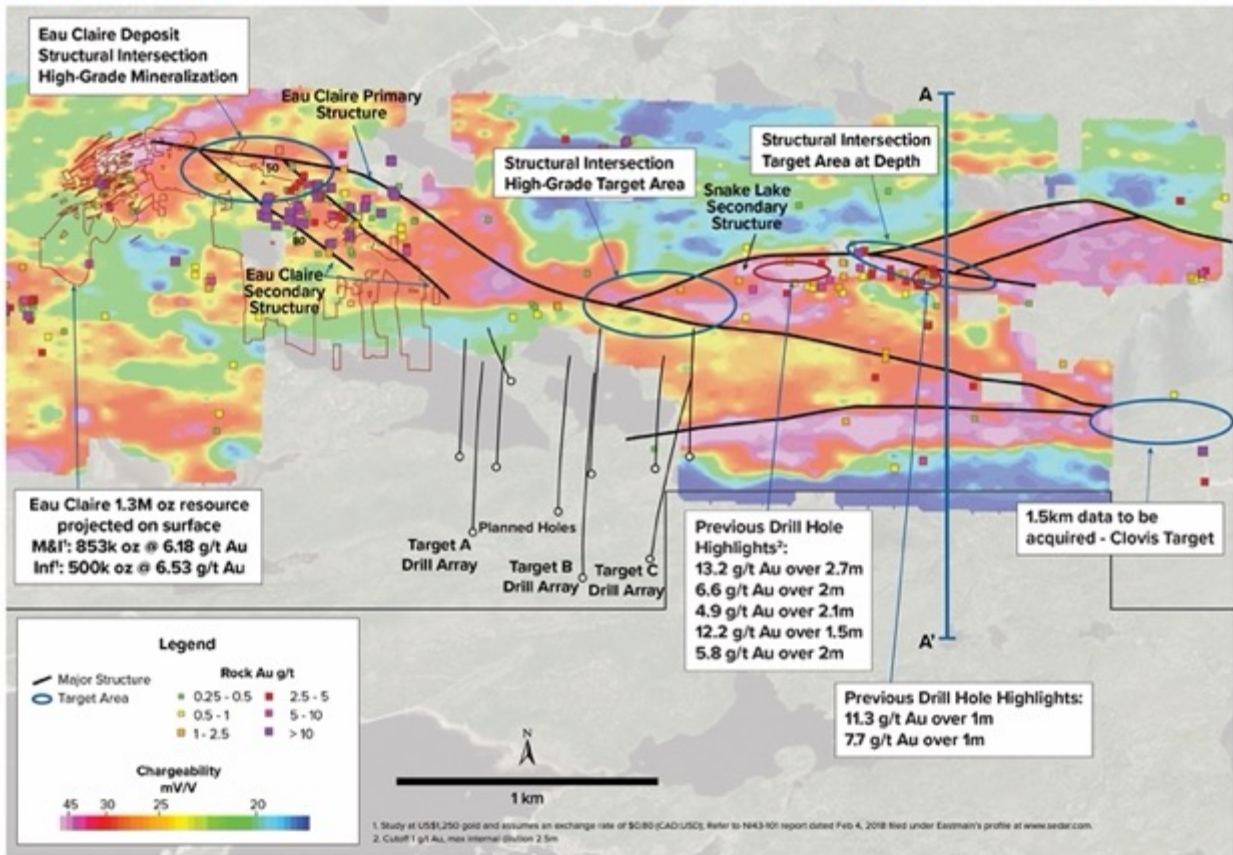 Eau Claire Deposit
Structural Intersection
High-Grade Mineralization
Eau Claire Primary
Structure
A
Structural Intersection
Target Area at Depth
Structural Intersection
High-Grade Target Area
Snake Lake
Secondary
Structure
50
80
Eau Claire
Secondary
Structure
Eau Claire 1.3M oz resource
projected on surface
M&I¹: 853k oz @ 6.18 g/t Au
Inf¹: 500k oz @ 6.53 g/t Au
Planned Holes
Target A
Drill Array
Target B
Drill Array
Target C
Drill Array
Previous Drill Hole
Highlights²:
13.2 g/t Au over 2.7m
6.6 g/t Au over 2m
4.9 g/t Au over 2.1m
12.2 g/t Au over 1.5m
5.8 g/t Au over 2m
1.5km data to be
acquired - Clovis Target
A'
Previous Drill Hole Highlights:
11.3 g/t Au over 1m
7.7 g/t Au over 1m
Legend
Major Structure
Target Area
Rock Au g/t
0.25 - 0.5
0.5 - 1
1 - 2.5
2.5 - 5
5 - 10
>10
Chargeability
mV/V
45 30 25 20
N
1 km
1. Study at US$1,250 gold and assumes an exchange rate of $0.80 (CAD:USD); Refer to NI43-101 report dated Feb 4, 2018 filed under Eastmain's profile at www.sedar.com.
2. Cutoff 1 g/t Au, max internal dilution 2.5m